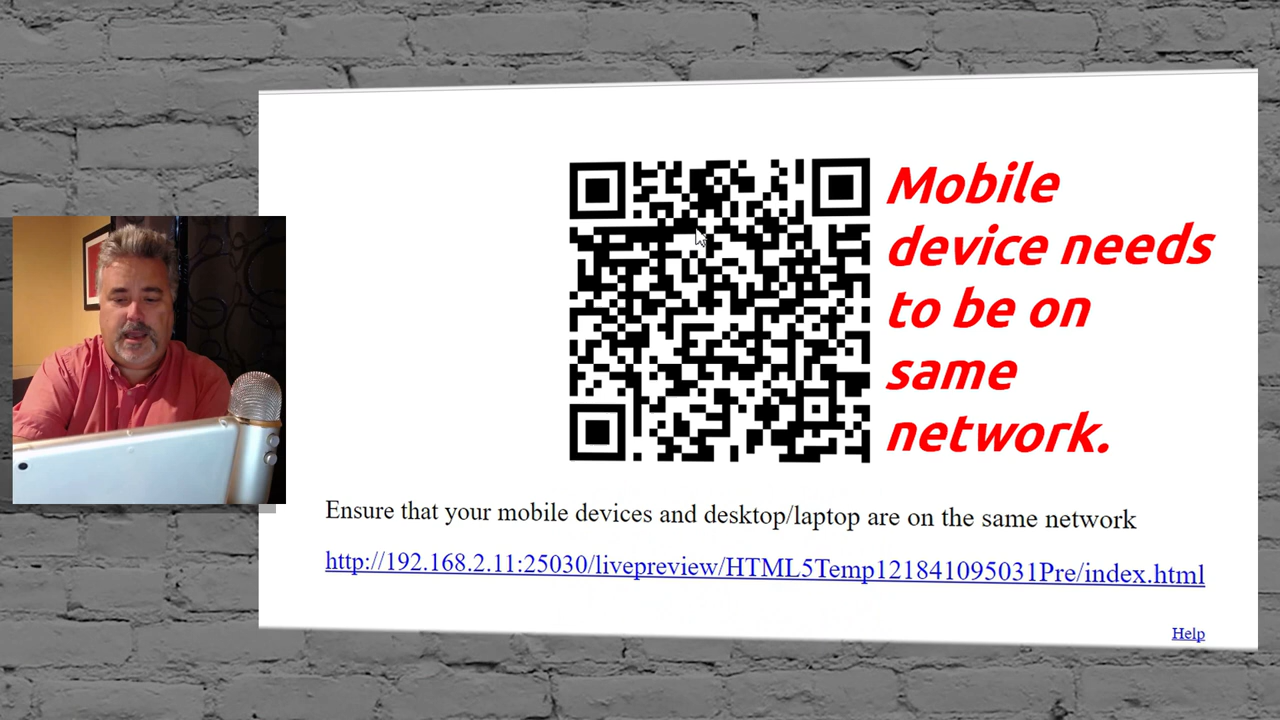 Mobile
device needs
to be on
same
network.
Ensure that your mobile devices and desktop/laptop are on the same network
http://192.168.2.11:25030/livepreview/HTML5Temp121841095031Pre/index.html
Help